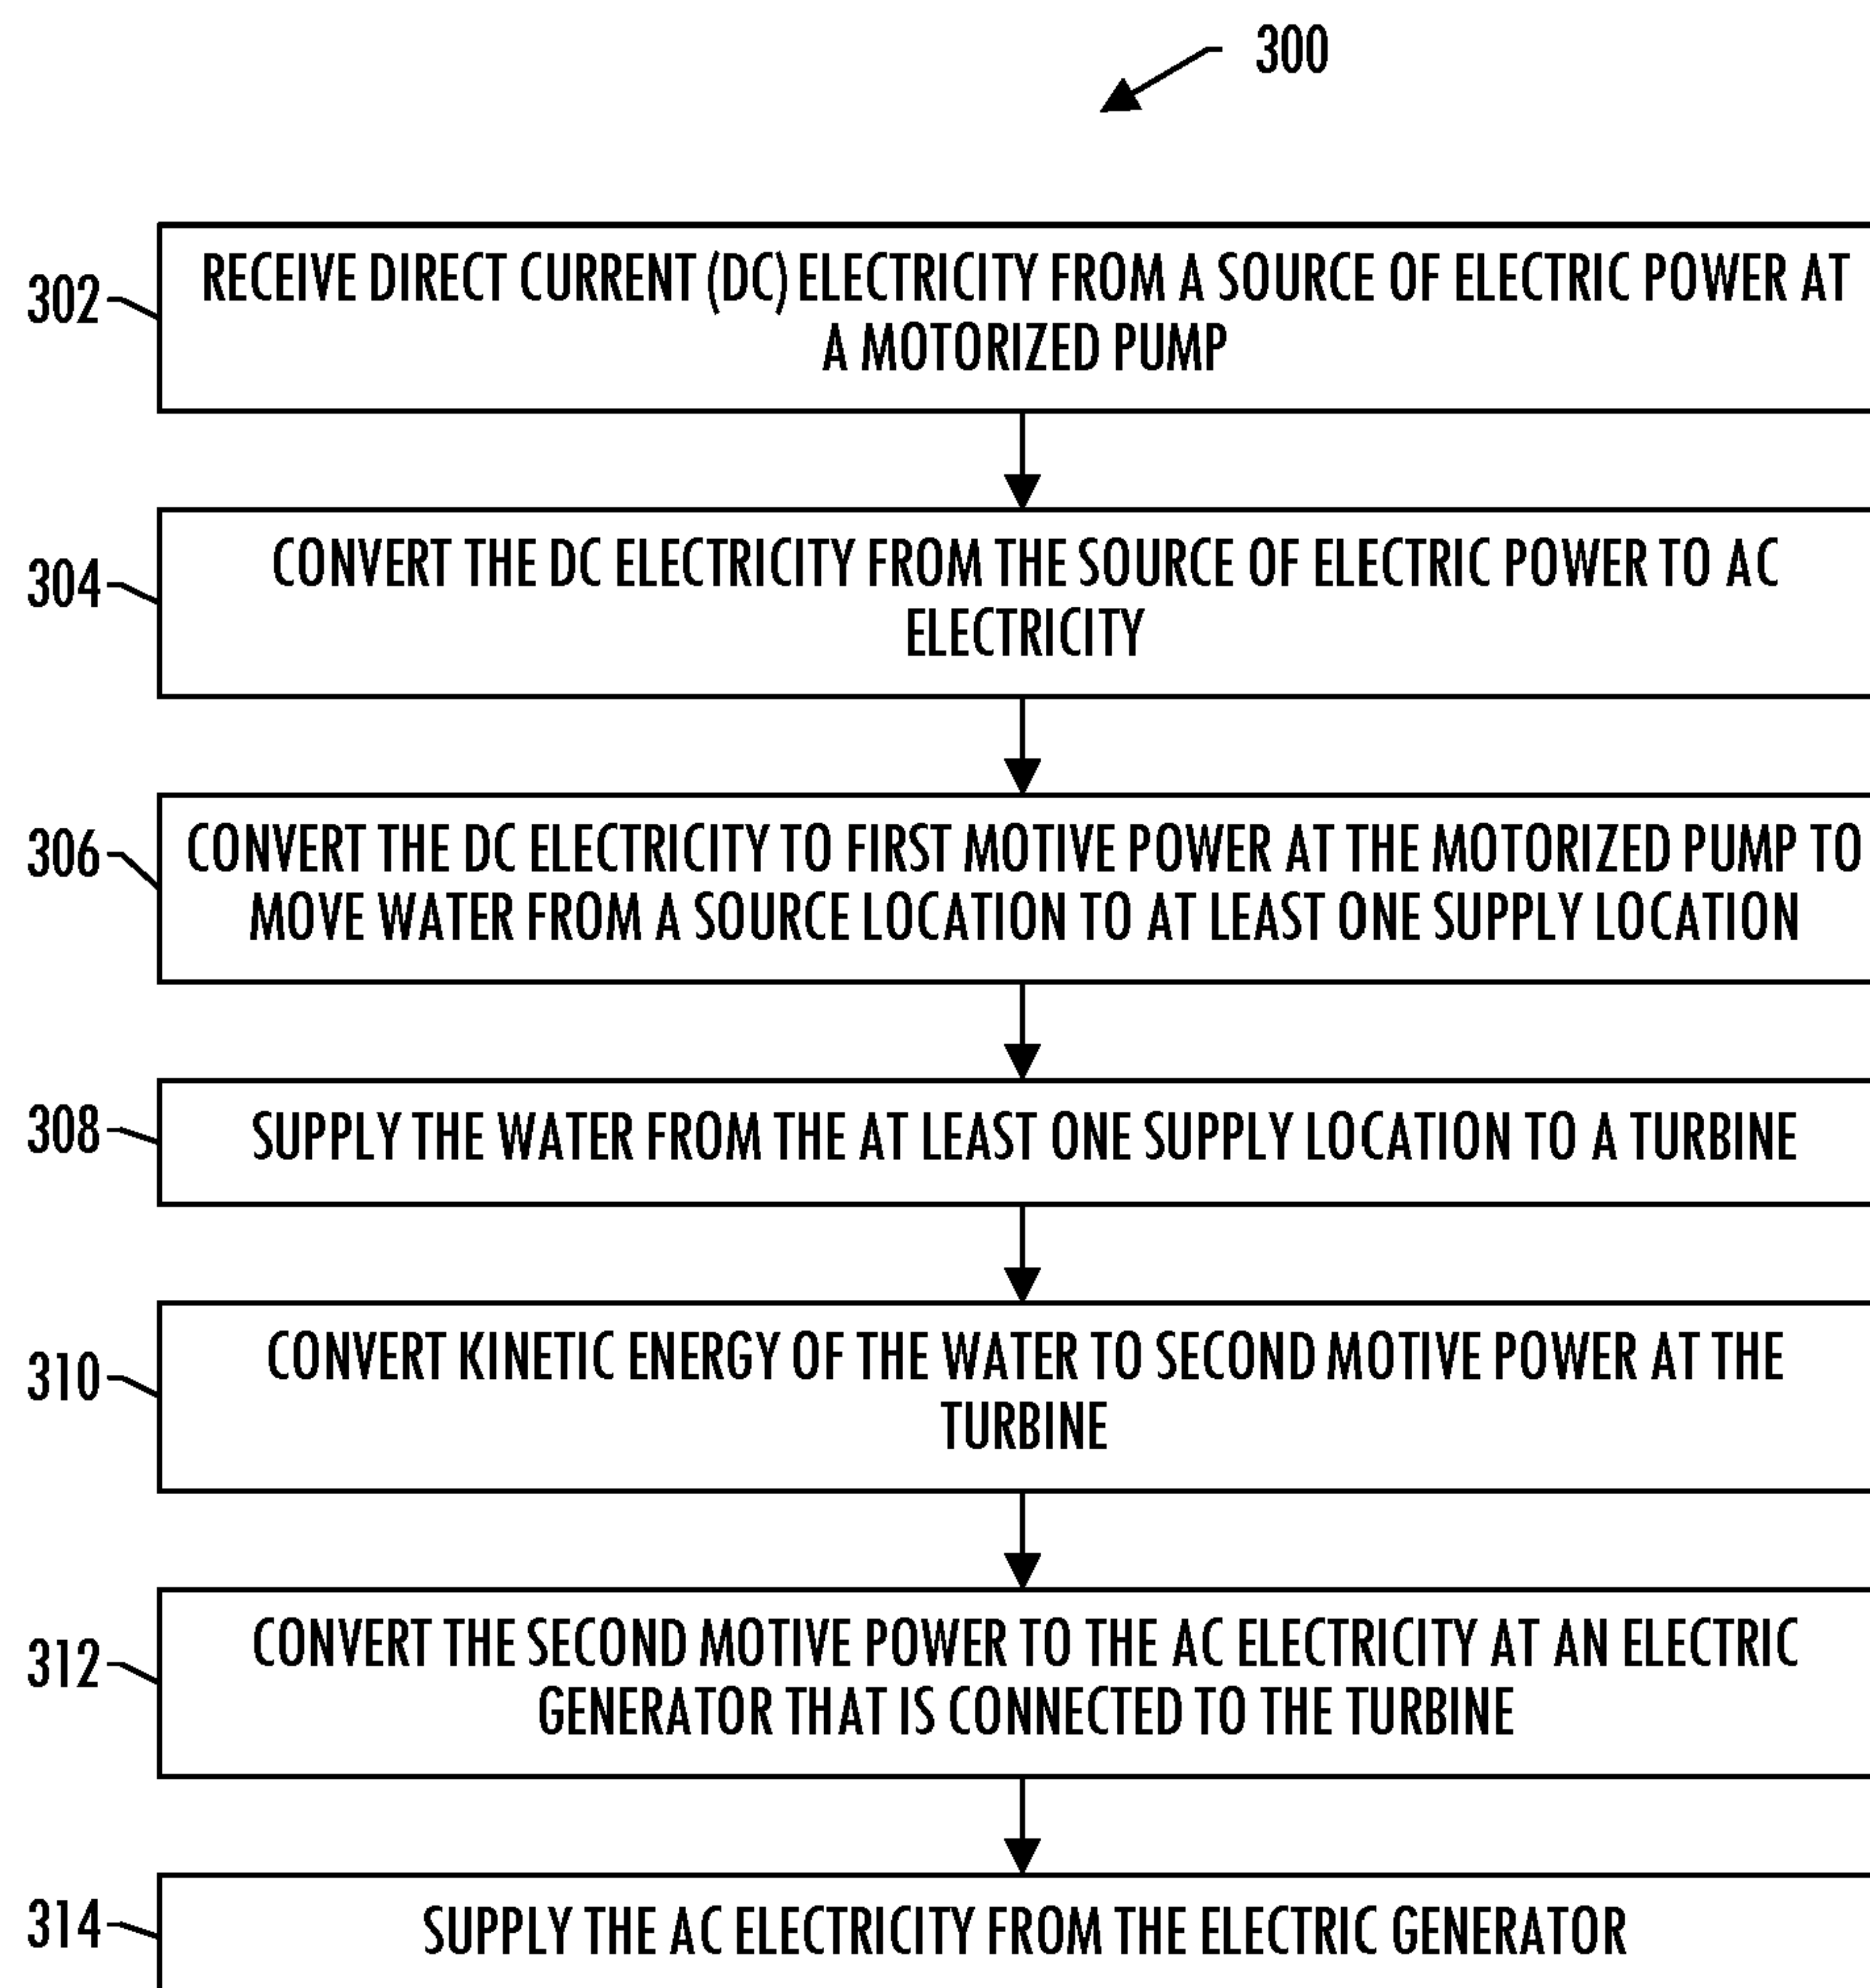 300
302
RECEIVE DIRECT CURRENT (DC) ELECTRICITY FROM A SOURCE OF ELECTRIC POWER AT
A MOTORIZED PUMP
304
CONVERT THE DC ELECTRICITY FROM THE SOURCE OF ELECTRIC POWER TO AC
ELECTRICITY
306
CONVERT THE DC ELECTRICITY TO FIRST MOTIVE POWER AT THE MOTORIZED PUMP TO
MOVE WATER FROM A SOURCE LOCATION TO AT LEAST ONE SUPPLY LOCATION
308
SUPPLY THE WATER FROM THE AT LEAST ONE SUPPLY LOCATION TO A TURBINE
310
CONVERT KINETIC ENERGY OF THE WATER TO SECOND MOTIVE POWER AT THE
TURBINE
312
CONVERT THE SECOND MOTIVE POWER TO THE AC ELECTRICITY AT AN ELECTRIC
GENERATOR THAT IS CONNECTED TO THE TURBINE
314
SUPPLY THE AC ELECTRICITY FROM THE ELECTRIC GENERATOR